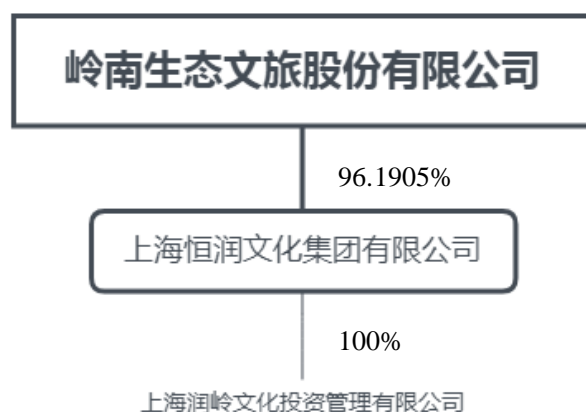 岭南生态文旅股份有限公司
96.1905%
上海恒润文化集团有限公司
100%
上海润岭文化投资管理有限公司